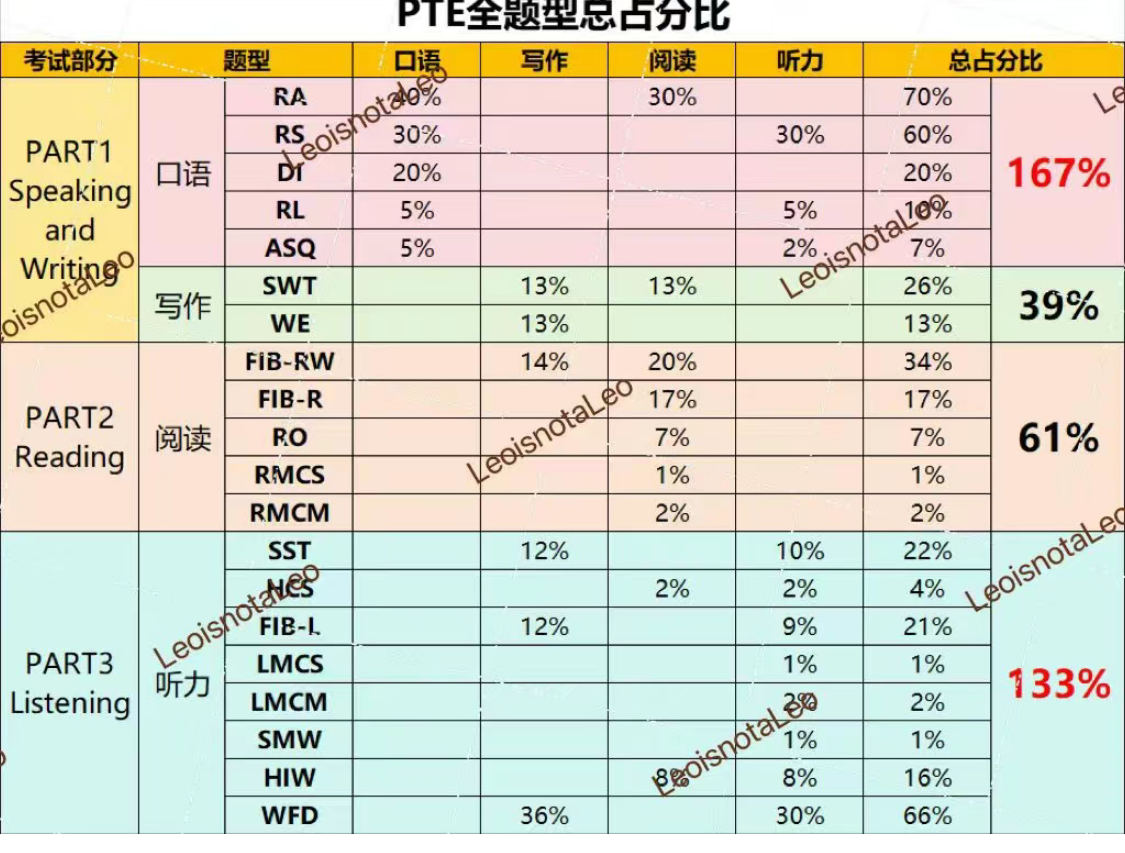 PTE全题型总占分比
考试部分 题型 口语 写作 阅读 听力 总占分比
PART1 Speaking and Writing
口语
RA 40% 30% 70%
RS 30% 30% 60%
DI 20% 20%
RL 5% 5% 10%
ASQ 5% 2% 7%
167%
写作
SWT 13% 13% 26%
WE 13% 13%
39%
PART2 Reading
阅读
FIB-RW 14% 20% 34%
FIB-R 17% 17%
RO 7% 7%
RMCS 1% 1%
RMCM 2% 2%
61%
PART3 Listening
听力
SST 12% 10% 22%
HCS 2% 2% 4%
FIB-L 12% 9% 21%
LMCS 1% 1%
LMCM 2% 2%
SMW 1% 1%
HIW 8% 8% 16%
WFD 36% 30% 66%
133%
LeoisnotaLeo
LeoisnotaLeo
LeoisnotaLeo
LeoisnotaLeo
LeoisnotaLeo
LeoisnotaLeo
oisnotaLeo
Le